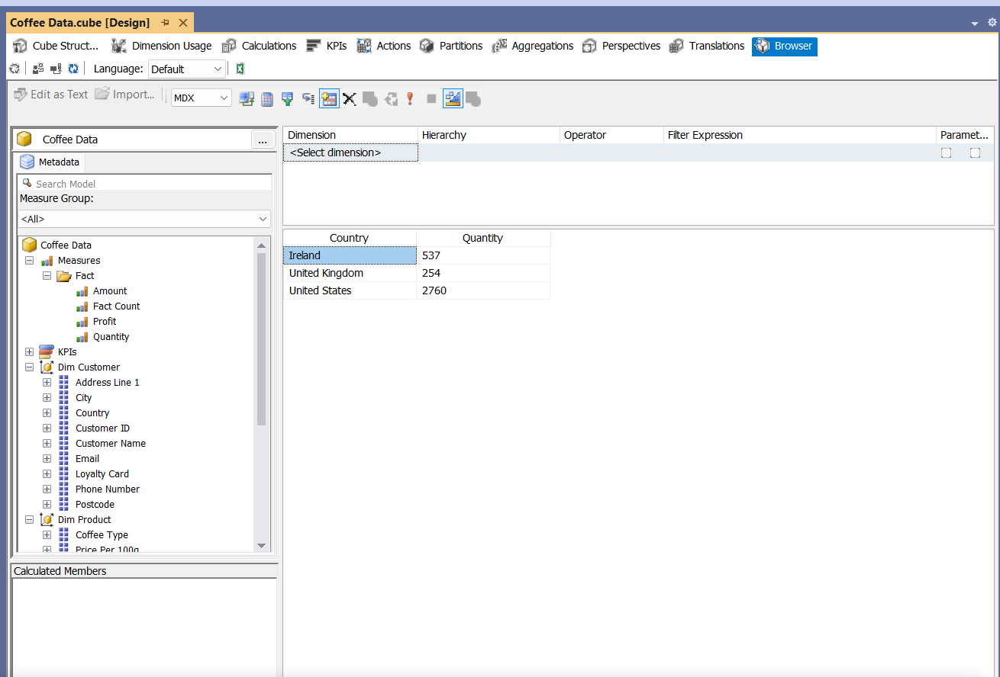 Coffee Data.cube [Design]
Cube Struct... Dimension Usage Calculations KPIs Actions Partitions Aggregations Perspectives Translations Browser
Language: Default
Edit as Text Import... MDX
Coffee Data ...
Metadata
Search Model
Measure Group:
<All>
Coffee Data
Measures
Fact
Amount
Fact Count
Profit
Quantity
KPIs
Dim Customer
Address Line 1
City
Country
Customer ID
Customer Name
Email
Loyalty Card
Phone Number
Postcode
Dim Product
Coffee Type
Price Per 100g
Calculated Members
Dimension Hierarchy Operator Filter Expression Paramet...
<Select dimension>
Country Quantity
Ireland 537
United Kingdom 254
United States 2760